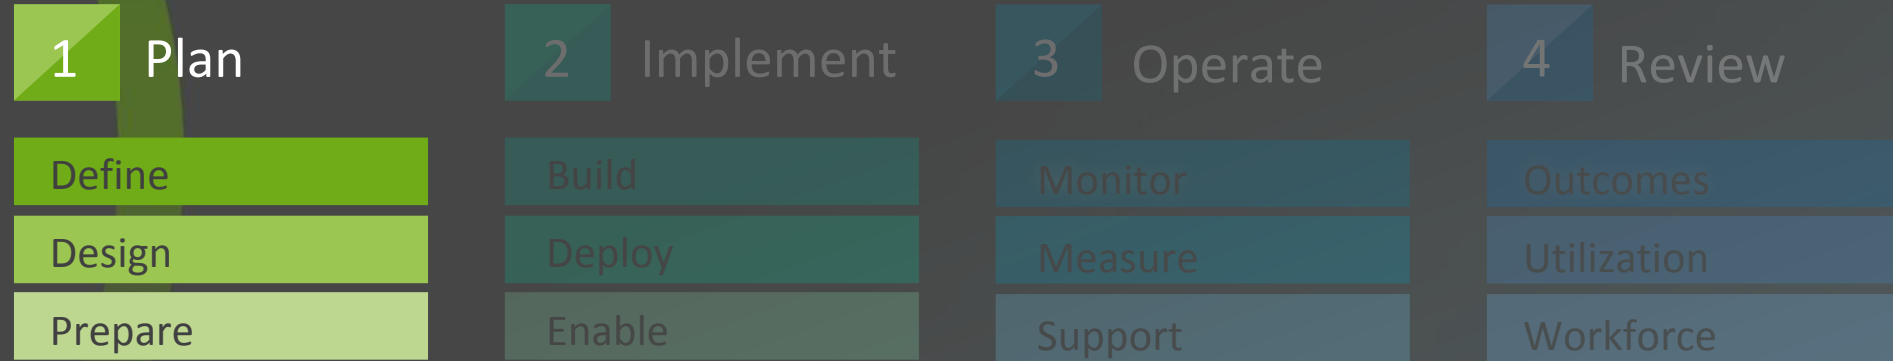 1 Plan
Define
Design
Prepare
2 Implement
Build
Deploy
Enable
3 Operate
Monitor
Measure
Support
4 Review
Outcomes
Utilization
Workforce